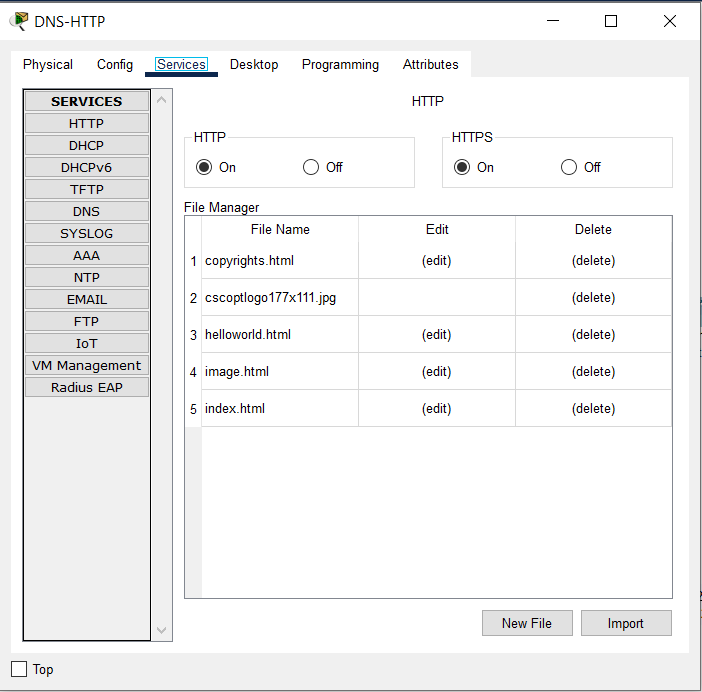 DNS-HTTP
Physical Config Services Desktop Programming Attributes
SERVICES
HTTP
DHCP
DHCPv6
TFTP
DNS
SYSLOG
AAA
NTP
EMAIL
FTP
IoT
VM Management
Radius EAP
HTTP
HTTP
On Off
HTTPS
On Off
File Manager
File Name Edit Delete
1 copyrights.html (edit) (delete)
2 cscoptlogo177x111.jpg (delete)
3 helloworld.html (edit) (delete)
4 image.html (edit) (delete)
5 index.html (edit) (delete)
New File Import
Top